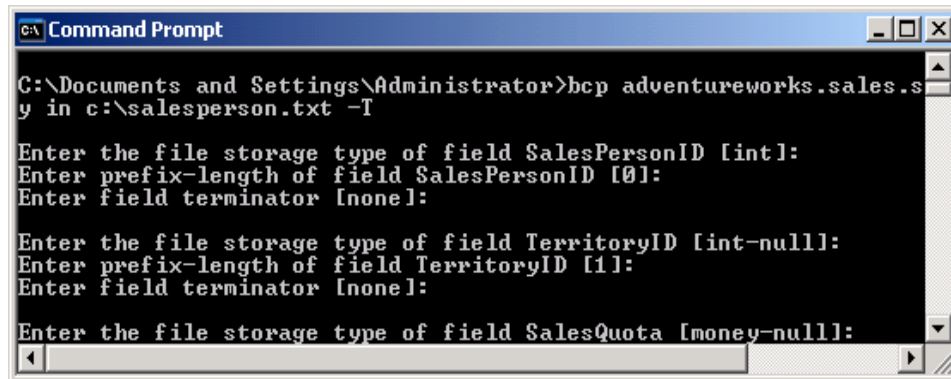 Command Prompt
C:\Documents and Settings\Administrator>bcp adventureworks.sales.s
y in c:\salesperson.txt -T
Enter the file storage type of field SalesPersonID [int]:
Enter prefix-length of field SalesPersonID [0]:
Enter field terminator [none]:
Enter the file storage type of field TerritoryID [int-null]:
Enter prefix-length of field TerritoryID [1]:
Enter field terminator [none]:
Enter the file storage type of field SalesQuota [money-null]: